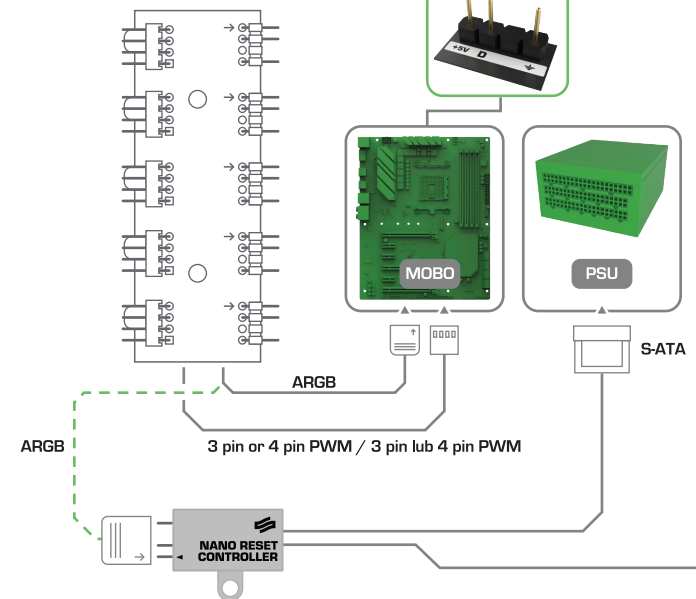 +5V D
MOBO
PSU
S-ATA
ARGB
ARGB
3 pin or 4 pin PWM / 3 pin lub 4 pin PWM
NANO RESET
CONTROLLER